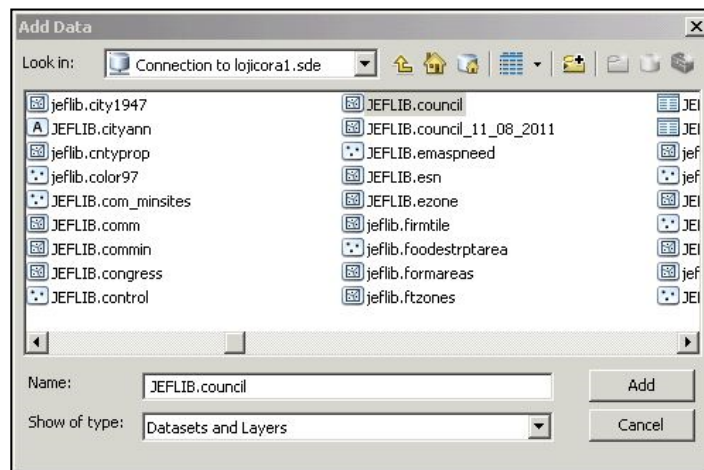 Add Data
Look in: Connection to lojicora1.sde
jeflib.city1947
A JEFLIB.cityann
jeflib.cntyprop
jeflib.color97
JEFLIB.com_minsites
JEFLIB.comm
JEFLIB.commin
JEFLIB.congress
JEFLIB.control
JEFLIB.council
JEFLIB.council_11_08_2011
JEFLIB.emaspneed
JEFLIB.esn
JEFLIB.ezone
jeflib.firmtile
jeflib.foodestrptarea
jeflib.formareas
jeflib.ftzones
Name: JEFLIB.council
Add
Show of type: Datasets and Layers
Cancel